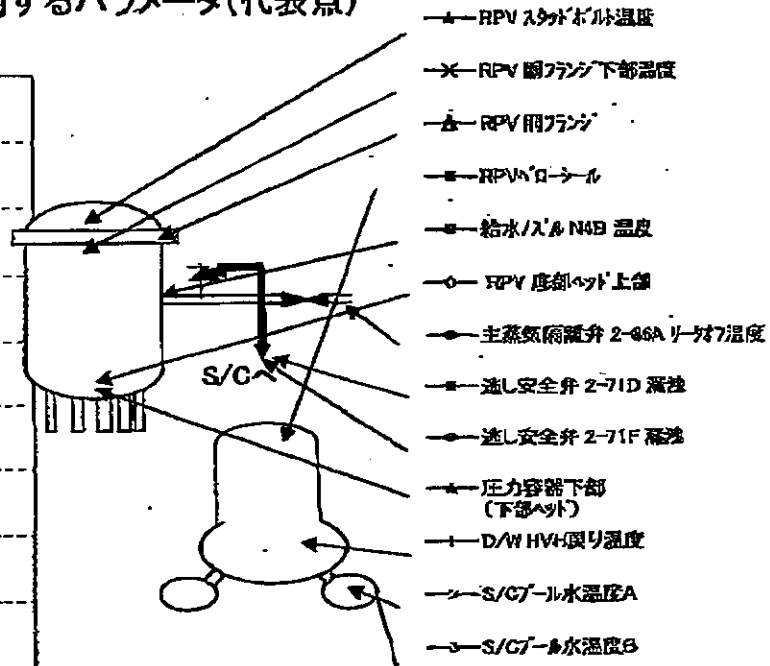 するパラメータ(代表点)
RPV スタッドボルト温度
RPV 胴フランジ下部温度
RPV 胴フランジ
RPVベローシール
給水ノズル N4B 温度
RPV 底部ヘッド上部
主蒸気隔離弁 2-86A リークオフ温度
逃し安全弁 2-71D 漏洩
逃し安全弁 2-71F 漏洩
S/Cへ
圧力容器下部
(下部ヘッド)
D/W HVH戻り温度
S/Cプール水温度A
S/Cプール水温度B